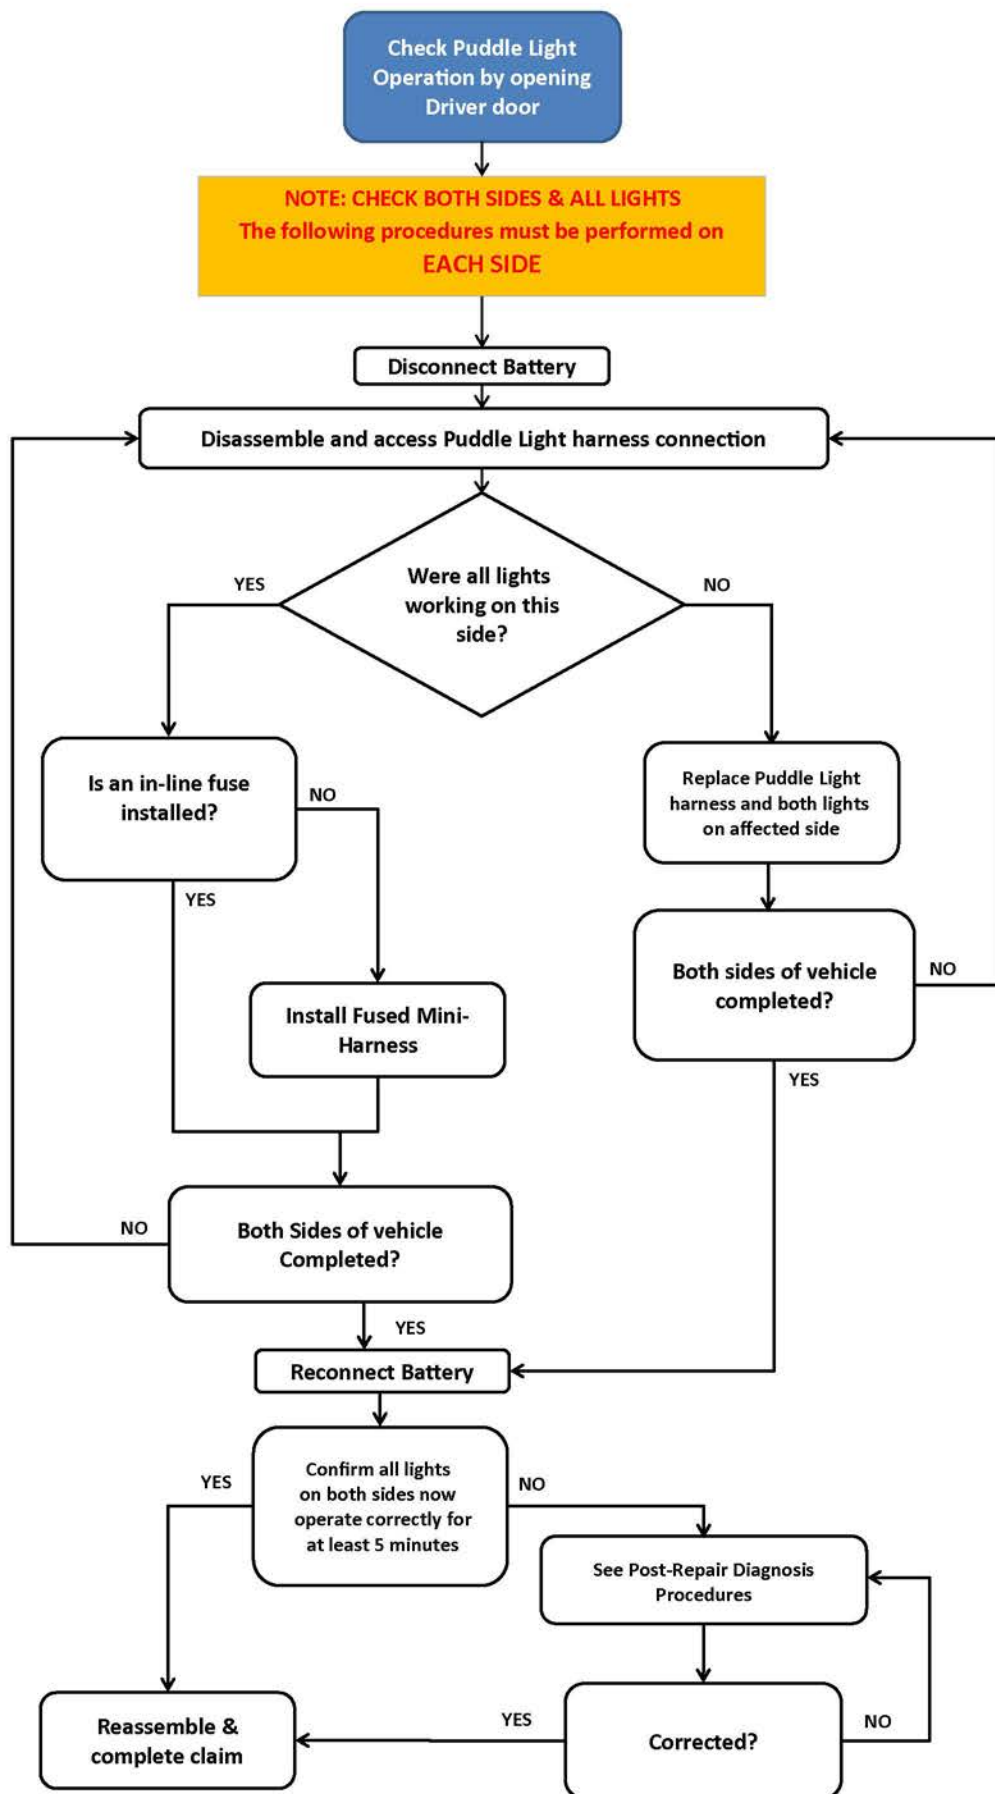 Check Puddle Light
Operation by opening
Driver door
NOTE: CHECK BOTH SIDES & ALL LIGHTS
The following procedures must be performed on
EACH SIDE
Disconnect Battery
Disassemble and access Puddle Light harness connection
Were all lights
working on this
side?
YES
NO
Is an in-line fuse
installed?
NO
YES
Replace Puddle Light
harness and both lights
on affected side
Install Fused Mini-
Harness
Both sides of vehicle
completed?
NO
YES
Both Sides of vehicle
Completed?
NO
YES
Reconnect Battery
Confirm all lights
on both sides now
operate correctly for
at least 5 minutes
YES
NO
See Post-Repair Diagnosis
Procedures
Corrected?
YES
NO
Reassemble &
complete claim